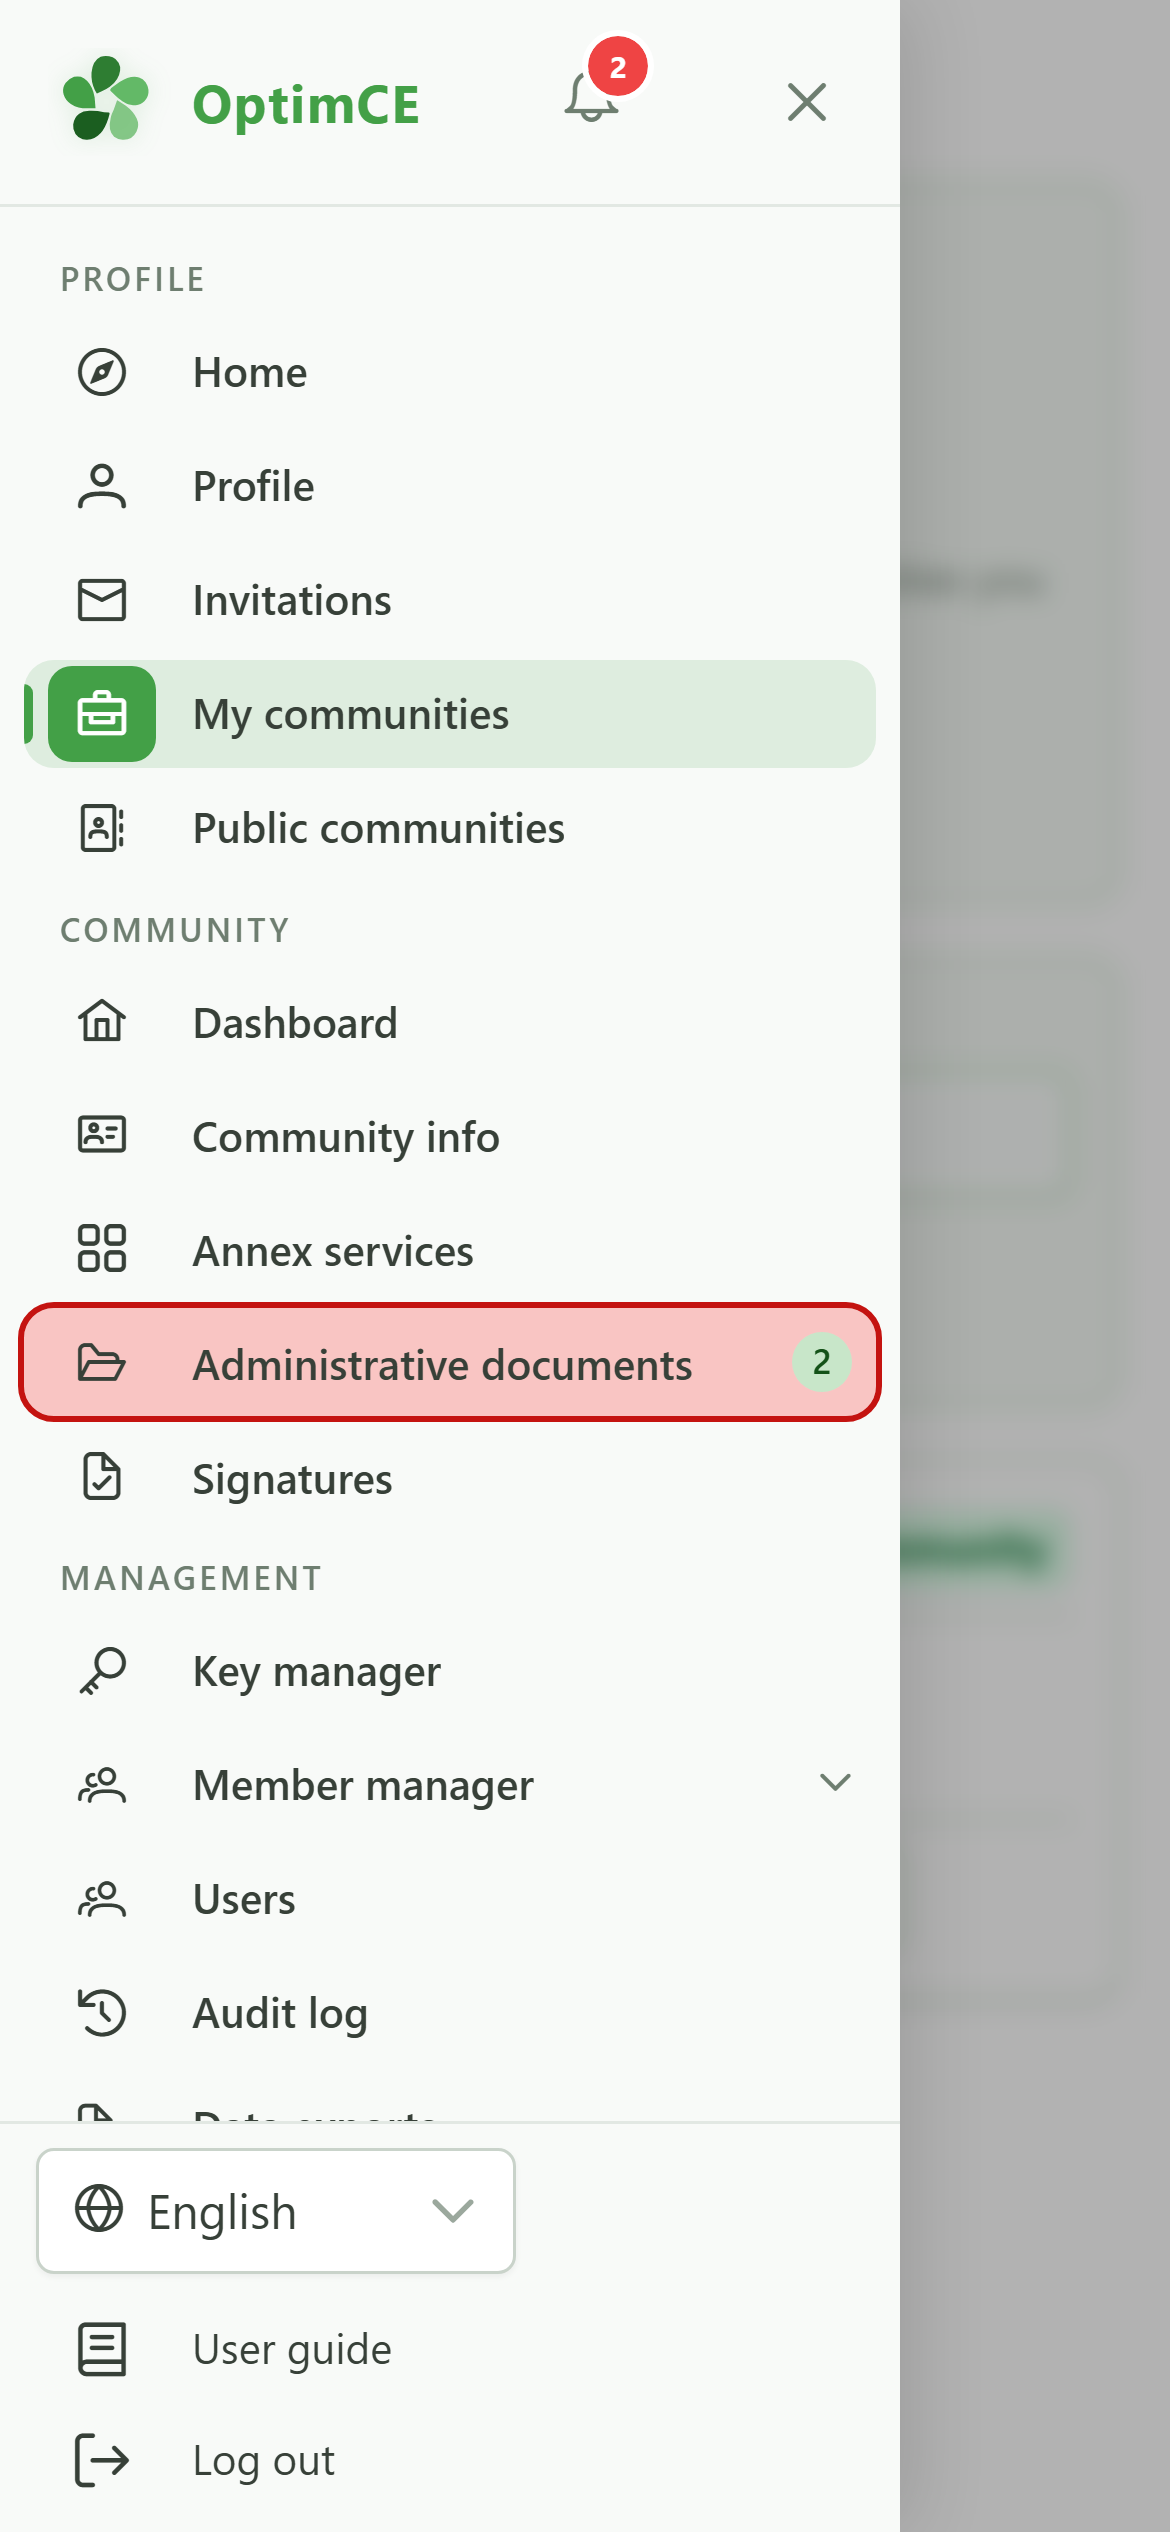 OptimCE
2
PROFILE
Home
Profile
Invitations
My communities
Public communities
COMMUNITY
Dashboard
Community info
Annex services
Administrative documents
2
Signatures
MANAGEMENT
Key manager
Member manager
Users
Audit log
English
User guide
Log out